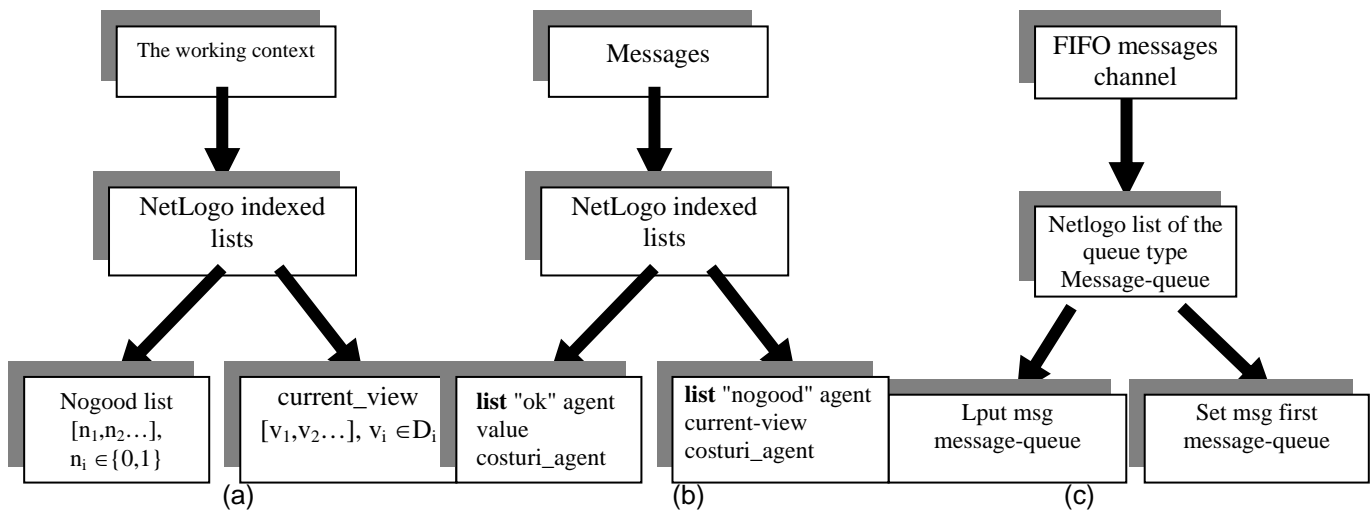 The working context
NetLogo indexed
lists
Nogood list
[n₁,n₂…],
nᵢ ∈{0,1}
current_view
[v₁,v₂…], vᵢ ∈Dᵢ
(a)
Messages
NetLogo indexed
lists
list "ok" agent
value
costuri_agent
list "nogood" agent
current-view
costuri_agent
(b)
FIFO messages
channel
Netlogo list of the
queue type
Message-queue
Lput msg
message-queue
Set msg first
message-queue
(c)